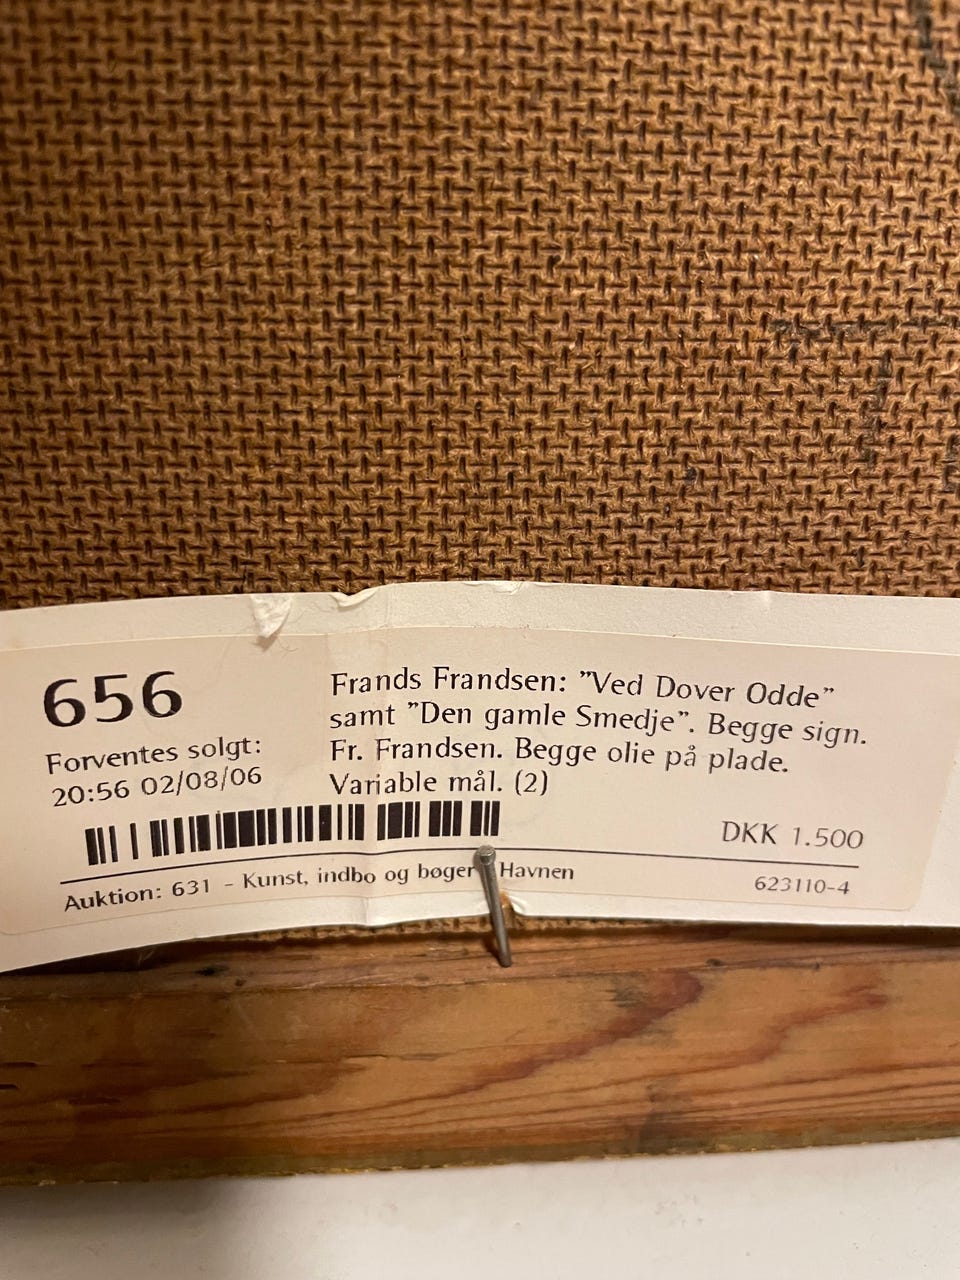 656
Forventes solgt:
20:56 02/08/06
Frands Frandsen: "Ved Dover Odde"
samt "Den gamle Smedje". Begge sign.
Fr. Frandsen. Begge olie på plade.
Variable mål. (2)
DKK 1.500
Auktion: 631 - Kunst, indbo og bøger Havnen
623110-4